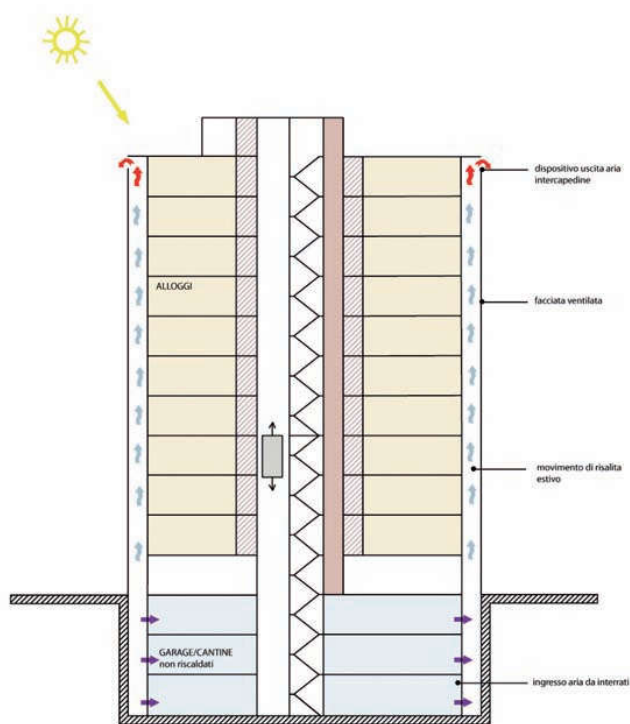 dispositivo uscita aria
intercapedine
ALLOGGI
facciata ventilata
movimento di risalita
estivo
GARAGE/CANTINE
non riscaldati
ingresso aria da interrati